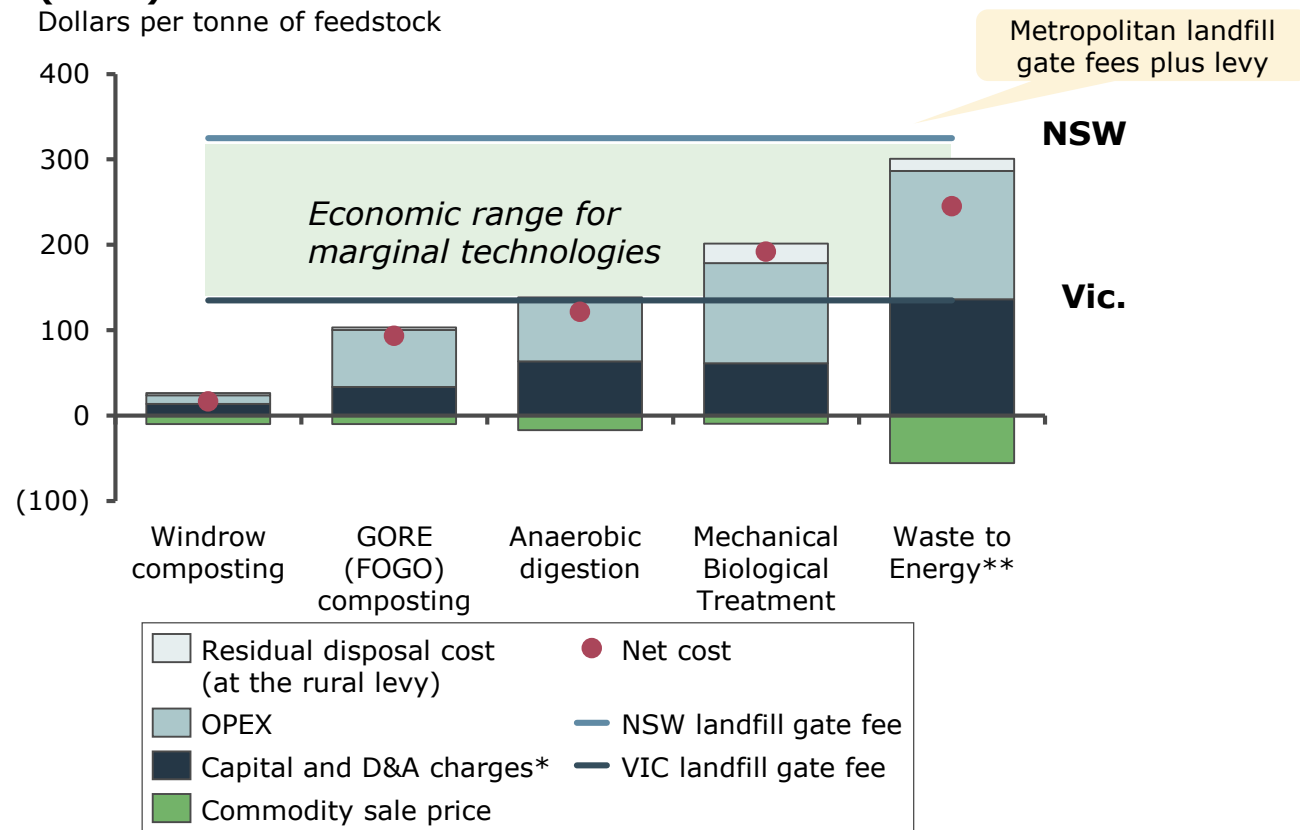 Dollars per tonne of feedstock
Metropolitan landfill
gate fees plus levy
400
300
200
100
0
(100)
NSW
Vic.
Economic range for
marginal technologies
Windrow
composting
GORE
(FOGO)
composting
Anaerobic
digestion
Mechanical
Biological
Treatment
Waste to
Energy**
Residual disposal cost
(at the rural levy)
OPEX
Capital and D&A charges*
Commodity sale price
Net cost
NSW landfill gate fee
VIC landfill gate fee